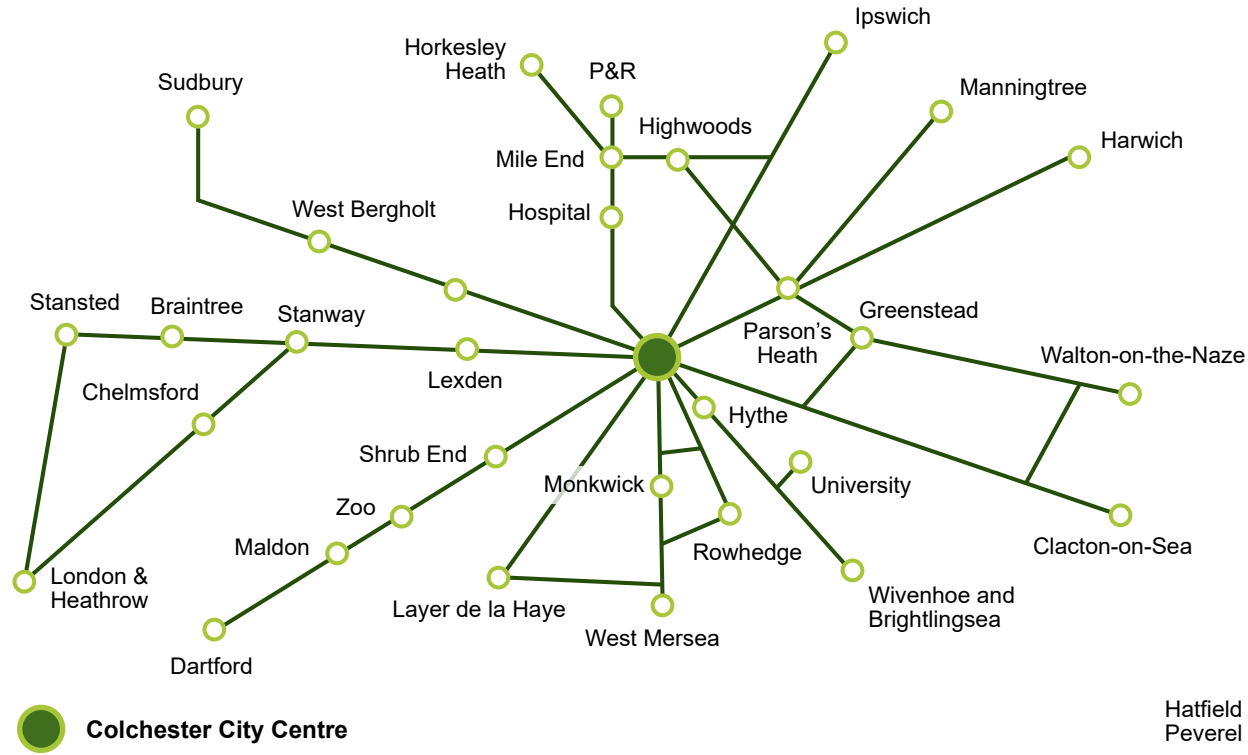 Ipswich
Horkesley
Heath
P&R
Sudbury
Manningtree
Highwoods
Harwich
Mile End
West Bergholt
Hospital
Stansted
Braintree
Stanway
Greenstead
Parson’s
Heath
Walton-on-the-Naze
Lexden
Chelmsford
Hythe
Shrub End
Monkwick
University
Zoo
Maldon
Rowhedge
Clacton-on-Sea
London &
Heathrow
Layer de la Haye
Wivenhoe and
Brightlingsea
West Mersea
Dartford
Colchester City Centre
Hatfield
Peverel